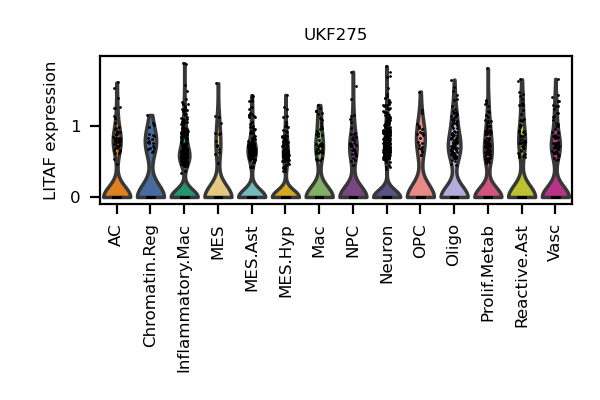 UKF275
LITAF expression
1
0
AC
Chromatin.Reg
Inflammatory.Mac
MES
MES.Ast
MES.Hyp
Mac
NPC
Neuron
OPC
Oligo
Prolif.Metab
Reactive.Ast
Vasc